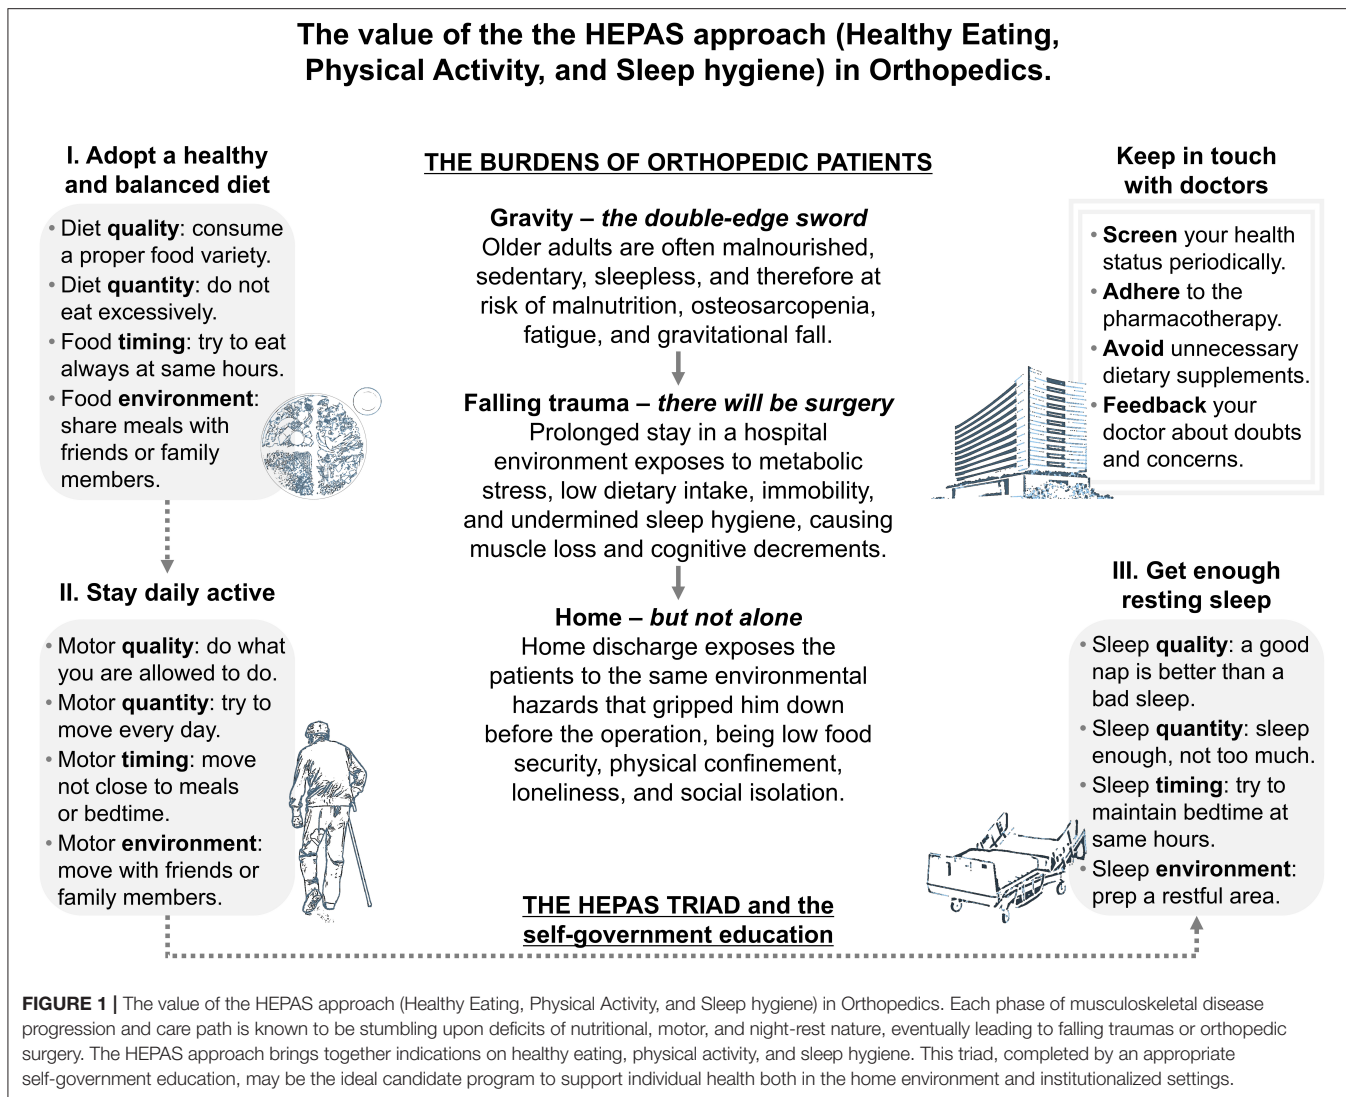 The value of the the HEPAS approach (Healthy Eating,
Physical Activity, and Sleep hygiene) in Orthopedics.
I. Adopt a healthy
and balanced diet
• Diet quality: consume
a proper food variety.
• Diet quantity: do not
eat excessively.
• Food timing: try to eat
always at same hours.
• Food environment:
share meals with
friends or family
members.
II. Stay daily active
• Motor quality: do what
you are allowed to do.
• Motor quantity: try to
move every day.
• Motor timing: move
not close to meals
or bedtime.
• Motor environment:
move with friends or
family members.
THE BURDENS OF ORTHOPEDIC PATIENTS
Gravity – the double-edge sword
Older adults are often malnourished,
sedentary, sleepless, and therefore at
risk of malnutrition, osteosarcopenia,
fatigue, and gravitational fall.
Falling trauma – there will be surgery
Prolonged stay in a hospital
environment exposes to metabolic
stress, low dietary intake, immobility,
and undermined sleep hygiene, causing
muscle loss and cognitive decrements.
Home – but not alone
Home discharge exposes the
patients to the same environmental
hazards that gripped him down
before the operation, being low food
security, physical confinement,
loneliness, and social isolation.
THE HEPAS TRIAD and the
self-government education
Keep in touch
with doctors
• Screen your health
status periodically.
• Adhere to the
pharmacotherapy.
• Avoid unnecessary
dietary supplements.
• Feedback your
doctor about doubts
and concerns.
III. Get enough
resting sleep
• Sleep quality: a good
nap is better than a
bad sleep.
• Sleep quantity: sleep
enough, not too much.
• Sleep timing: try to
maintain bedtime at
same hours.
• Sleep environment:
prep a restful area.
FIGURE 1 | The value of the HEPAS approach (Healthy Eating, Physical Activity, and Sleep hygiene) in Orthopedics. Each phase of musculoskeletal disease
progression and care path is known to be stumbling upon deficits of nutritional, motor, and night-rest nature, eventually leading to falling traumas or orthopedic
surgery. The HEPAS approach brings together indications on healthy eating, physical activity, and sleep hygiene. This triad, completed by an appropriate
self-government education, may be the ideal candidate program to support individual health both in the home environment and institutionalized settings.